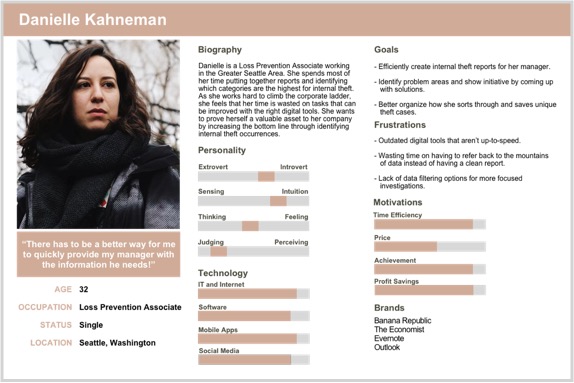 Danielle Kahneman
“There has to be a better way for me
to quickly provide my manager with
the information he needs!”
AGE 32
OCCUPATION Loss Prevention Associate
STATUS Single
LOCATION Seattle, Washington
Biography
Danielle is a Loss Prevention Associate working
in the Greater Seattle Area. She spends most of
her time putting together reports and identifying
which categories are the highest for internal theft.
As she works hard to climb the corporate ladder,
she feels that her time is wasted on tasks that can
be improved with the right digital tools. She wants
to prove herself a valuable asset to her company
by increasing the bottom line through identifying
internal theft occurrences.
Personality
Extrovert Introvert
Sensing Intuition
Thinking Feeling
Judging Perceiving
Technology
IT and Internet
Software
Mobile Apps
Social Media
Goals
- Efficiently create internal theft reports for her manager.
- Identify problem areas and show initiative by coming up
with solutions.
- Better organize how she sorts through and saves unique
theft cases.
Frustrations
- Outdated digital tools that aren’t up-to-speed.
- Wasting time on having to refer back to the mountains
of data instead of having a clean report.
- Lack of data filtering options for more focused
investigations.
Motivations
Time Efficiency
Price
Achievement
Profit Savings
Brands
Banana Republic
The Economist
Evernote
Outlook